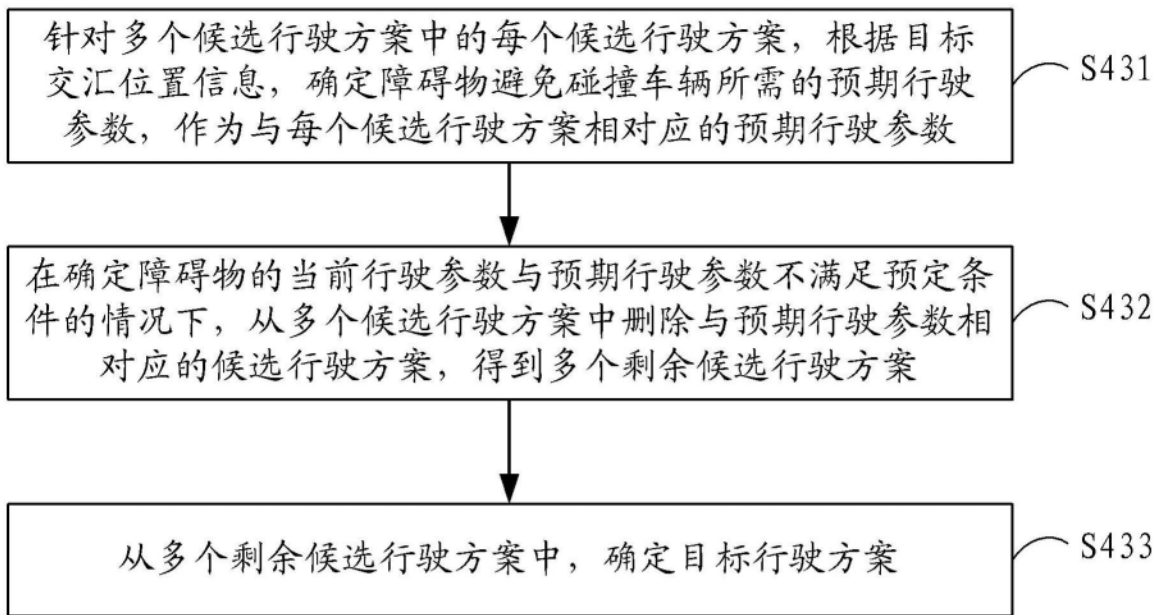 针对多个候选行驶方案中的每个候选行驶方案，根据目标
交汇位置信息，确定障碍物避免碰撞车辆所需的预期行驶
参数，作为与每个候选行驶方案相对应的预期行驶参数
S431
在确定障碍物的当前行驶参数与预期行驶参数不满足预定条
件的情况下，从多个候选行驶方案中删除与预期行驶参数相
对应的候选行驶方案，得到多个剩余候选行驶方案
S432
从多个剩余候选行驶方案中，确定目标行驶方案
S433